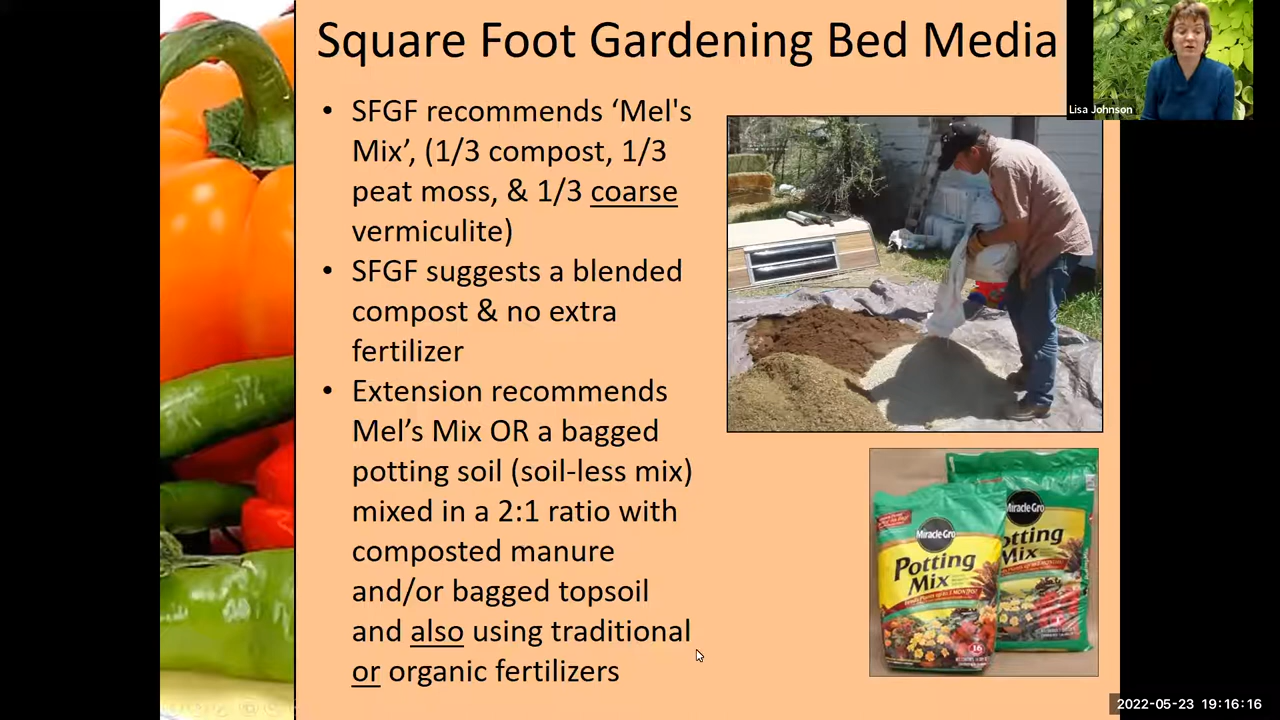 Square Foot Gardening Bed Media
Lisa Johnson
• SFGF recommends ‘Mel's
Mix’, (1/3 compost, 1/3
peat moss, & 1/3 coarse
vermiculite)
• SFGF suggests a blended
compost & no extra
fertilizer
• Extension recommends
Mel’s Mix OR a bagged
potting soil (soil-less mix)
mixed in a 2:1 ratio with
composted manure
and/or bagged topsoil
and also using traditional
or organic fertilizers
Miracle-Gro
Potting
Mix
16
Miracle-Gro
otting
Mix
2022-05-23 19:16:16